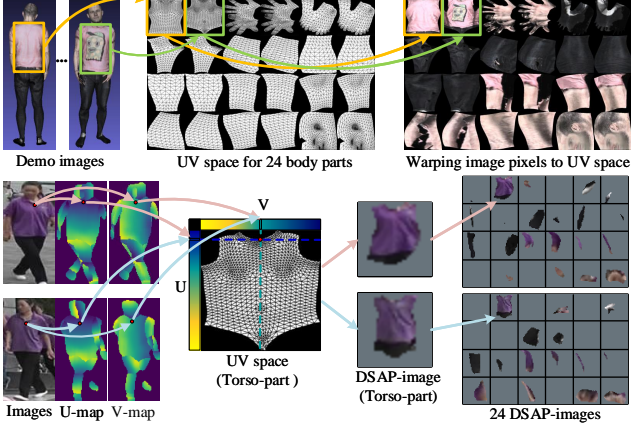 Demo images
UV space for 24 body parts
Warping image pixels to UV space
V
U
UV space
(Torso-part )
DSAP-image
(Torso-part)
Images U-map V-map
24 DSAP-images